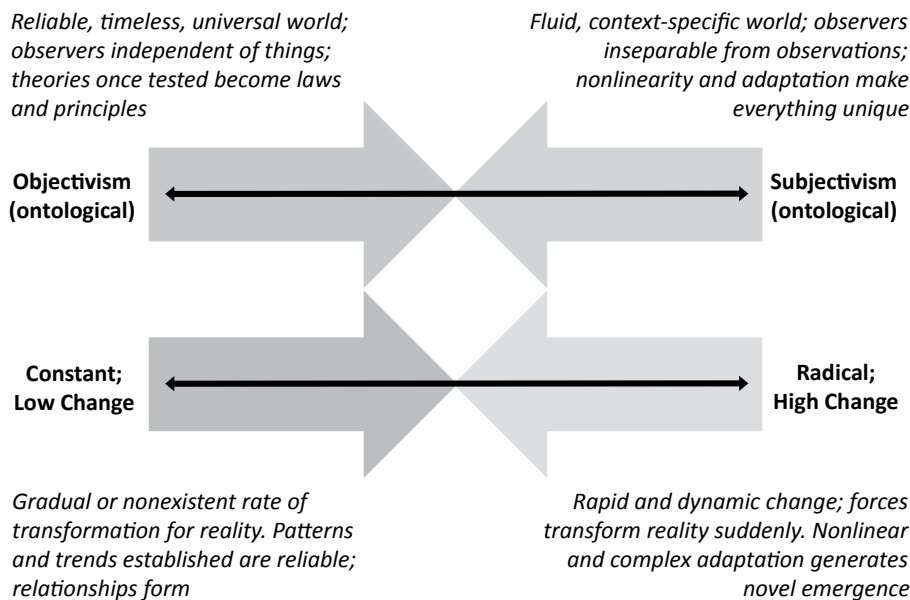 Reliable, timeless, universal world;
observers independent of things;
theories once tested become laws
and principles
Fluid, context-specific world; observers
inseparable from observations;
nonlinearity and adaptation make
everything unique
Objectivism
(ontological)
Subjectivism
(ontological)
Constant;
Low Change
Radical;
High Change
Gradual or nonexistent rate of
transformation for reality. Patterns
and trends established are reliable;
relationships form
Rapid and dynamic change; forces
transform reality suddenly. Nonlinear
and complex adaptation generates
novel emergence